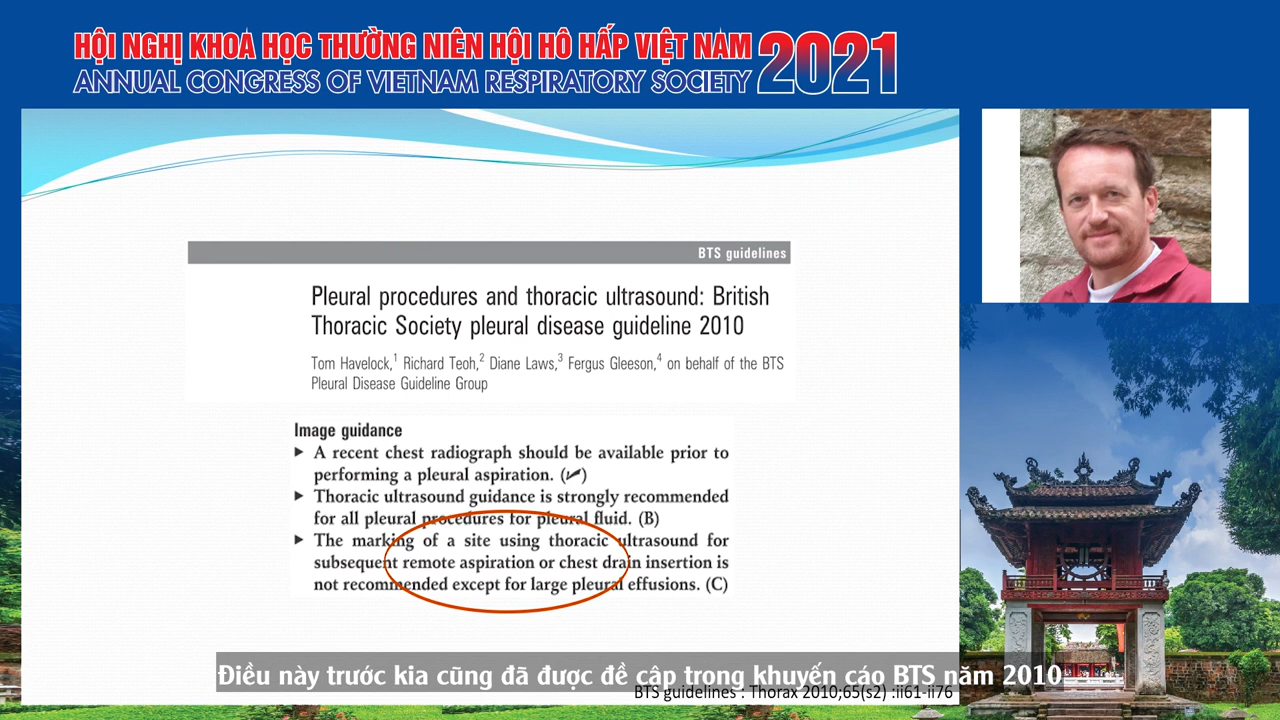 HỘI NGHỊ KHOA HỌC THƯỜNG NIÊN HỘI HÔ HẤP VIỆT NAM 2021
ANNUAL CONGRESS OF VIETNAM RESPIRATORY SOCIETY
BTS guidelines
Pleural procedures and thoracic ultrasound: British
Thoracic Society pleural disease guideline 2010
Tom Havelock,1 Richard Teoh,2 Diane Laws,3 Fergus Gleeson,4 on behalf of the BTS
Pleural Disease Guideline Group
Image guidance
▶ A recent chest radiograph should be available prior to
performing a pleural aspiration. (✓)
▶ Thoracic ultrasound guidance is strongly recommended
for all pleural procedures for pleural fluid. (B)
▶ The marking of a site using thoracic ultrasound for
subsequent remote aspiration or chest drain insertion is
not recommended except for large pleural effusions. (C)
Điều này trước kia cũng đã được đề cập trong khuyến cáo BTS năm 2010
BTS guidelines : Thorax 2010;65(s2) :ii61-ii76